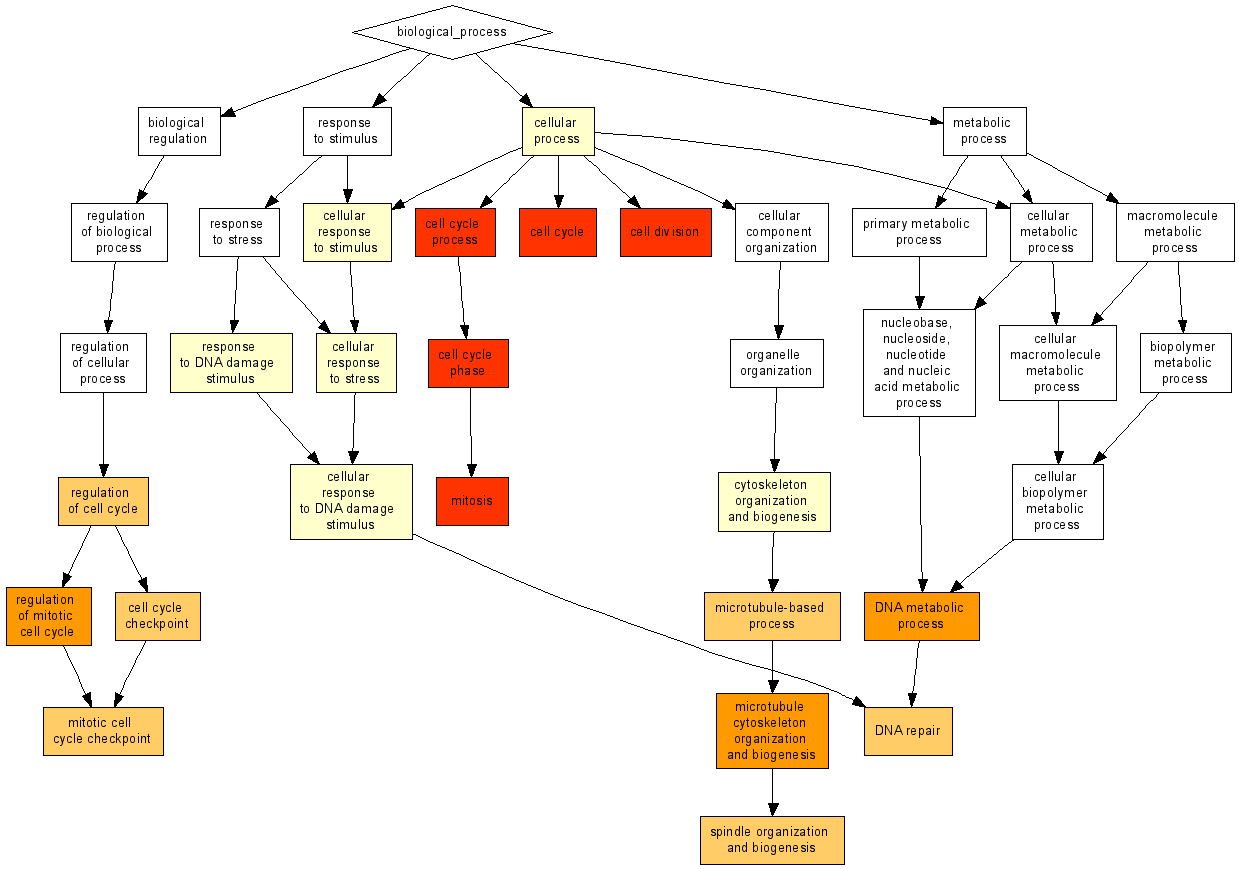 biological_process
biological
regulation
response
to stimulus
cellular
process
metabolic
process
regulation
of biological
process
response
to stress
cellular
response
to stimulus
cell cycle
process
cell cycle
cell division
cellular
component
organization
primary metabolic
process
cellular
metabolic
process
macromolecule
metabolic
process
regulation
of cellular
process
response
to DNA damage
stimulus
cellular
response
to stress
cell cycle
phase
organelle
organization
nucleobase,
nucleoside,
nucleotide
and nucleic
acid metabolic
process
cellular
macromolecule
metabolic
process
biopolymer
metabolic
process
regulation
of cell cycle
cellular
response
to DNA damage
stimulus
mitosis
cytoskeleton
organization
and biogenesis
cellular
biopolymer
metabolic
process
regulation
of mitotic
cell cycle
cell cycle
checkpoint
microtubule-based
process
DNA metabolic
process
mitotic cell
cycle checkpoint
microtubule
cytoskeleton
organization
and biogenesis
DNA repair
spindle organization
and biogenesis